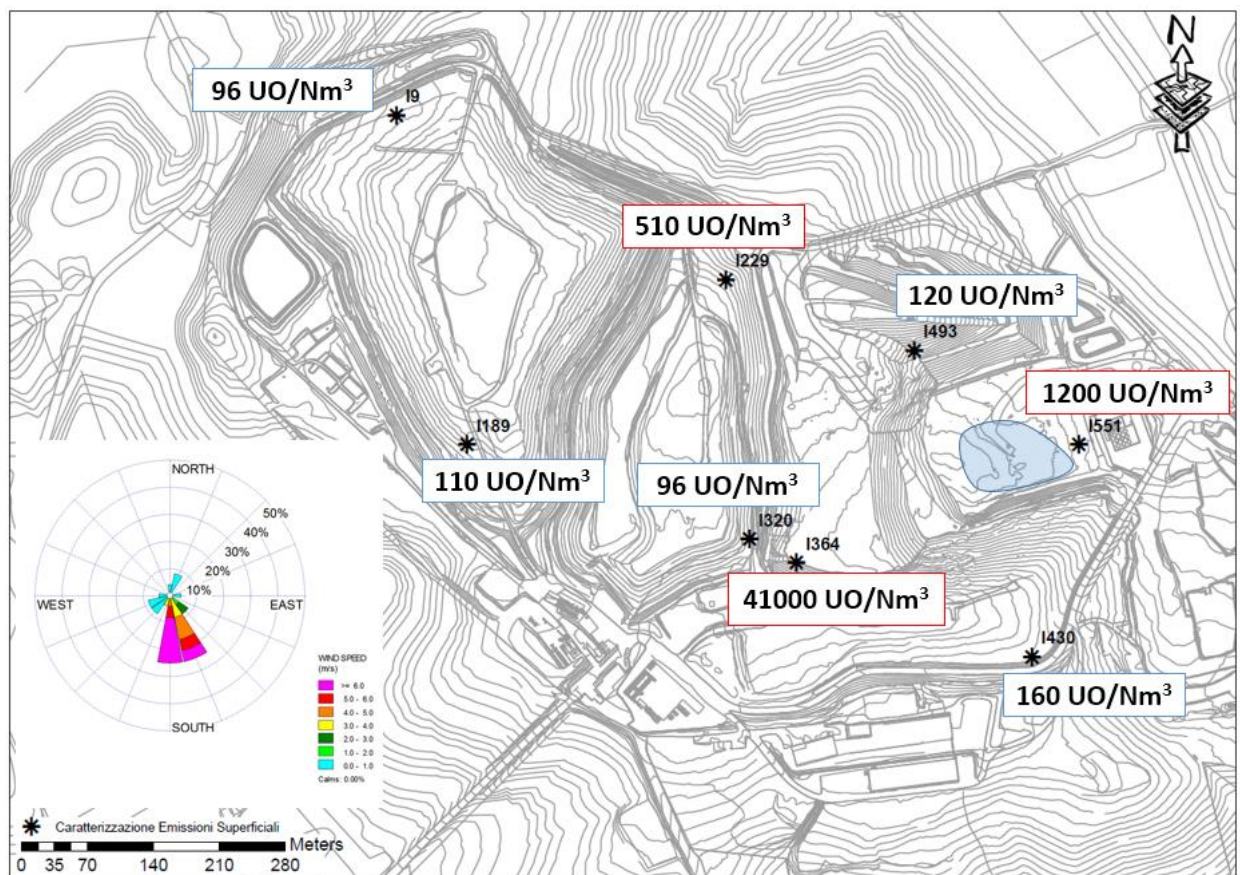 N
96 UO/Nm³
I9
510 UO/Nm³
I229
120 UO/Nm³
I493
1200 UO/Nm³
I551
I189
110 UO/Nm³
96 UO/Nm³
I320
I364
41000 UO/Nm³
I430
160 UO/Nm³
NORTH
50%
40%
30%
20%
10%
WEST
EAST
SOUTH
WIND SPEED
(m/s)
>= 6.0
5.0 - 6.0
4.0 - 5.0
3.0 - 4.0
2.0 - 3.0
1.0 - 2.0
0.0 - 1.0
Calms: 0.00%
Caratterizzazione Emissioni Superficiali
Meters
0 35 70 140 210 280